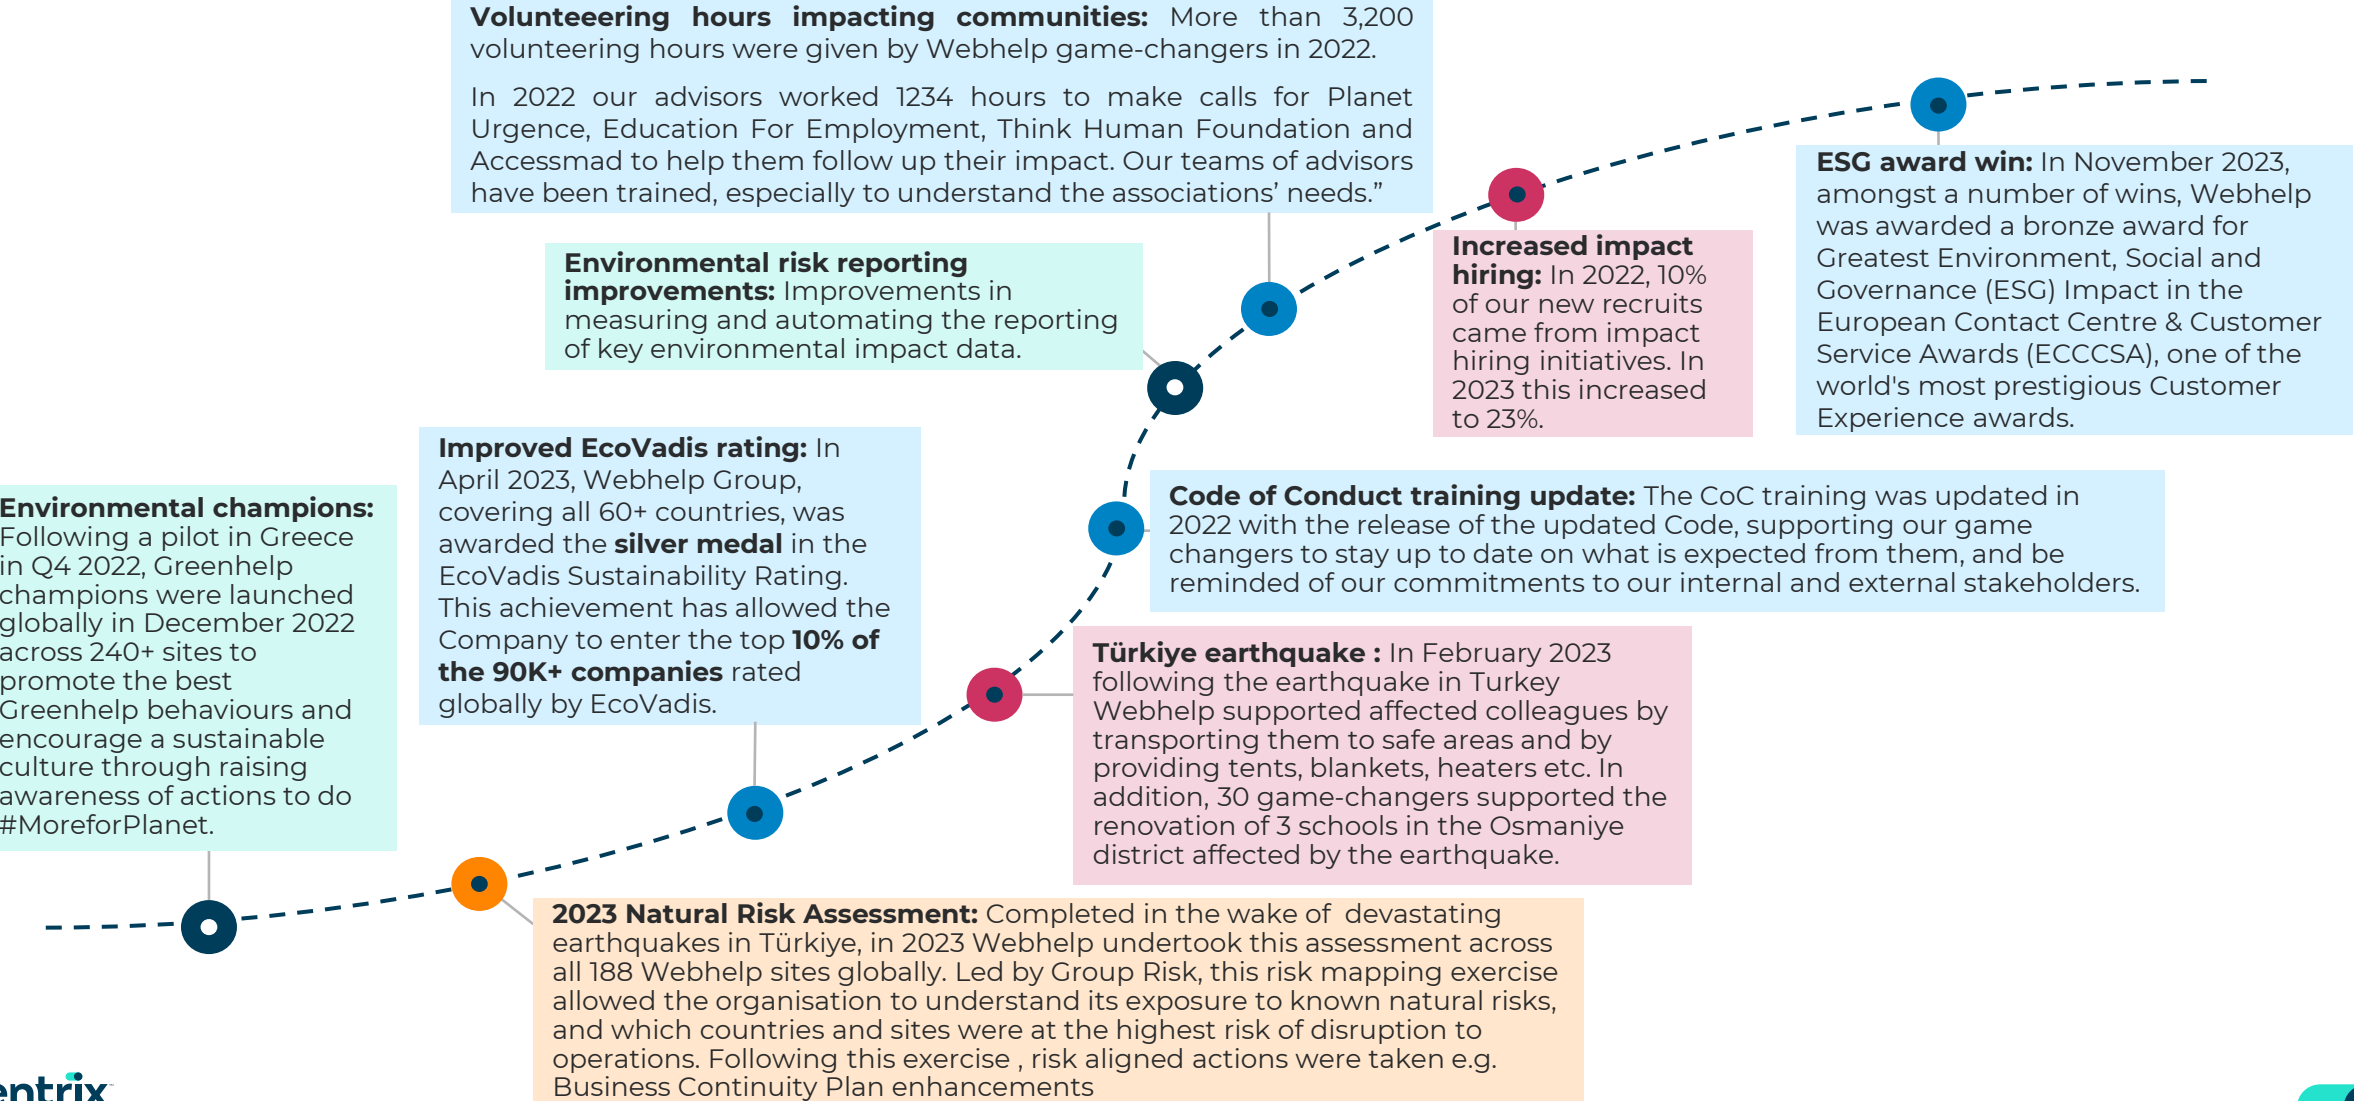 Volunteeering hours impacting communities: More than 3,200
volunteering hours were given by Webhelp game-changers in 2022.
In 2022 our advisors worked 1234 hours to make calls for Planet
Urgence, Education For Employment, Think Human Foundation and
Accessmad to help them follow up their impact. Our teams of advisors
have been trained, especially to understand the associations’ needs.”
ESG award win: In November 2023,
amongst a number of wins, Webhelp
was awarded a bronze award for
Greatest Environment, Social and
Governance (ESG) Impact in the
European Contact Centre & Customer
Service Awards (ECCCSA), one of the
world's most prestigious Customer
Experience awards.
Increased impact
hiring: In 2022, 10%
of our new recruits
came from impact
hiring initiatives. In
2023 this increased
to 23%.
Environmental risk reporting
improvements: Improvements in
measuring and automating the reporting
of key environmental impact data.
Improved EcoVadis rating: In
April 2023, Webhelp Group,
covering all 60+ countries, was
awarded the silver medal in the
EcoVadis Sustainability Rating.
This achievement has allowed the
Company to enter the top 10% of
the 90K+ companies rated
globally by EcoVadis.
Code of Conduct training update: The CoC training was updated in
2022 with the release of the updated Code, supporting our game
changers to stay up to date on what is expected from them, and be
reminded of our commitments to our internal and external stakeholders.
Environmental champions:
Following a pilot in Greece
in Q4 2022, Greenhelp
champions were launched
globally in December 2022
across 240+ sites to
promote the best
Greenhelp behaviours and
encourage a sustainable
culture through raising
awareness of actions to do
#MoreforPlanet.
Türkiye earthquake : In February 2023
following the earthquake in Turkey
Webhelp supported affected colleagues by
transporting them to safe areas and by
providing tents, blankets, heaters etc. In
addition, 30 game-changers supported the
renovation of 3 schools in the Osmaniye
district affected by the earthquake.
2023 Natural Risk Assessment: Completed in the wake of devastating
earthquakes in Türkiye, in 2023 Webhelp undertook this assessment across
all 188 Webhelp sites globally. Led by Group Risk, this risk mapping exercise
allowed the organisation to understand its exposure to known natural risks,
and which countries and sites were at the highest risk of disruption to
operations. Following this exercise , risk aligned actions were taken e.g.
Business Continuity Plan enhancements
entrix